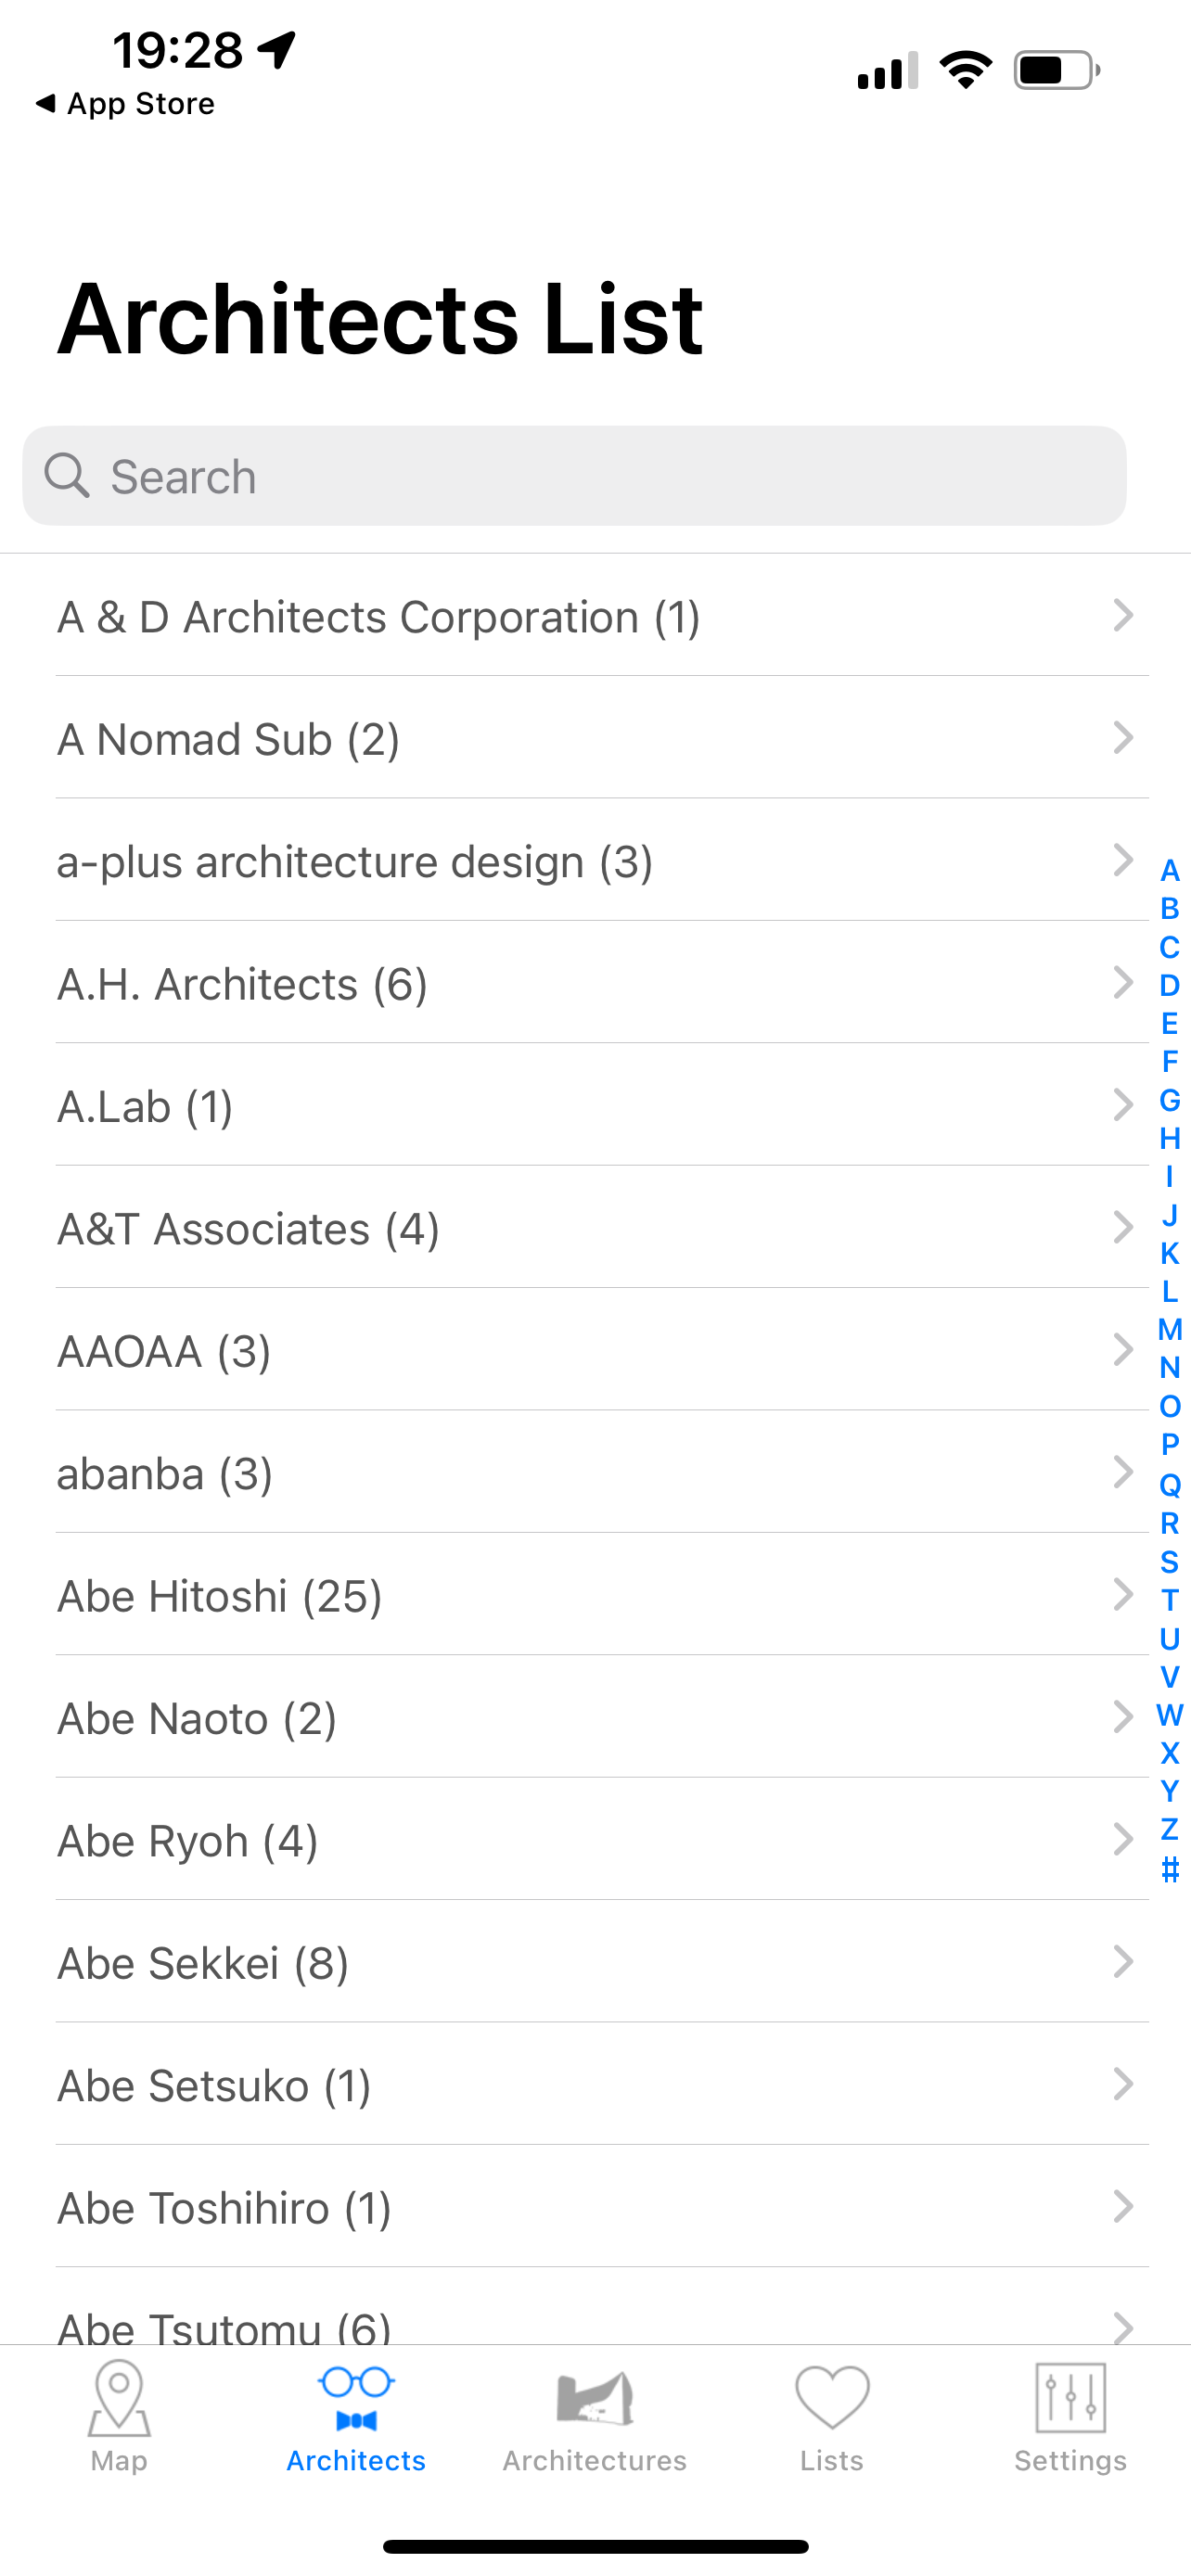 19:28
App Store
Architects List
Search
A & D Architects Corporation (1)
A Nomad Sub (2)
a-plus architecture design (3)
A.H. Architects (6)
A.Lab (1)
A&T Associates (4)
AAOAA (3)
abanba (3)
Abe Hitoshi (25)
Abe Naoto (2)
Abe Ryoh (4)
Abe Sekkei (8)
Abe Setsuko (1)
Abe Toshihiro (1)
Abe Tsutomu (6)
A
B
C
D
E
F
G
H
I
J
K
L
M
N
O
P
Q
R
S
T
U
V
W
X
Y
Z
#
Map
Architects
Architectures
Lists
Settings